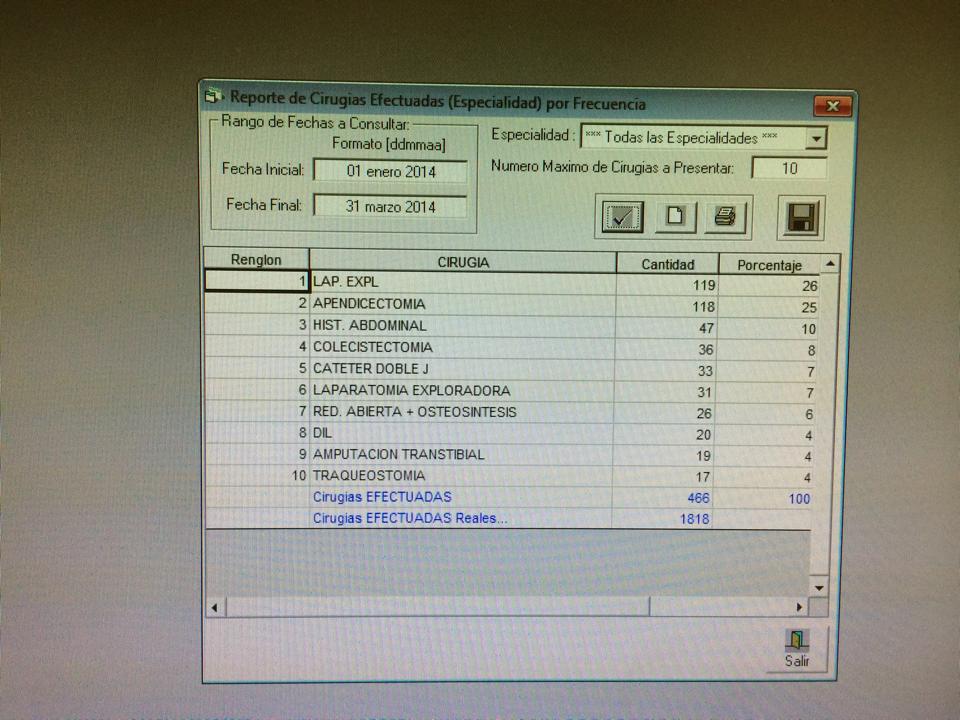 Reporte de Cirugias Efectuadas (Especialidad) por Frecuencia
Rango de Fechas a Consultar:
Formato [ddmmaa]
Fecha Inicial: 01 enero 2014
Fecha Final: 31 marzo 2014
Especialidad : *** Todas las Especialidades ***
Numero Maximo de Cirugias a Presentar: 10
Renglon CIRUGIA Cantidad Porcentaje
1 LAP. EXPL 119 26
2 APENDICECTOMIA 118 25
3 HIST. ABDOMINAL 47 10
4 COLECISTECTOMIA 36 8
5 CATETER DOBLE J 33 7
6 LAPARATOMIA EXPLORADORA 31 7
7 RED. ABIERTA + OSTEOSINTESIS 26 6
8 DIL 20 4
9 AMPUTACION TRANSTIBIAL 19 4
10 TRAQUEOSTOMIA 17 4
Cirugias EFECTUADAS 466 100
Cirugias EFECTUADAS Reales... 1818
Salir